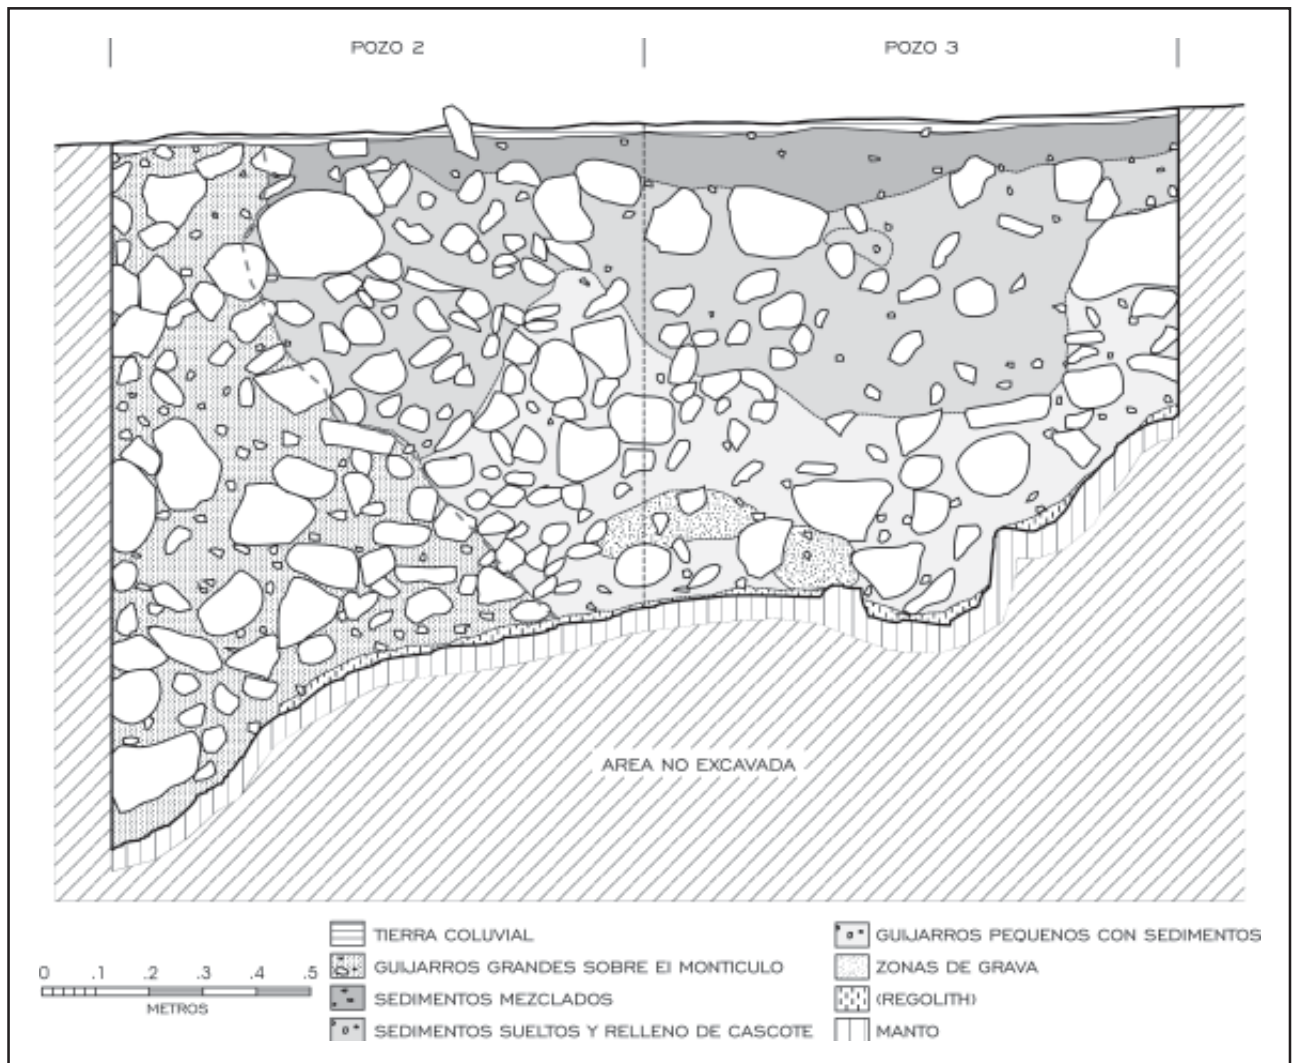 POZO 2
POZO 3
AREA NO EXCAVADA
0 .1 .2 .3 .4 .5
METROS
TIERRA COLUVIAL
GUIJARROS GRANDES SOBRE El MONTICULO
SEDIMENTOS MEZCLADOS
SEDIMENTOS SUELTOS Y RELLENO DE CASCOTE
GUIJARROS PEQUENOS CON SEDIMENTOS
ZONAS DE GRAVA
(REGOLITH)
MANTO